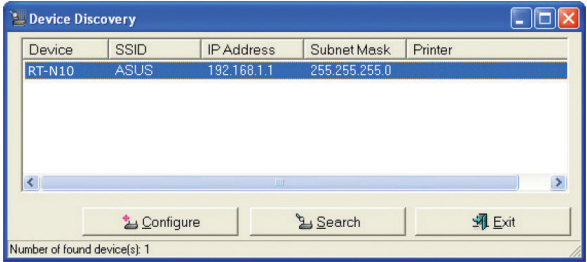 Device Discovery
Device SSID IP Address Subnet Mask Printer
RT-N10 ASUS 192.168.1.1 255.255.255.0
Configure Search Exit
Number of found device(s): 1